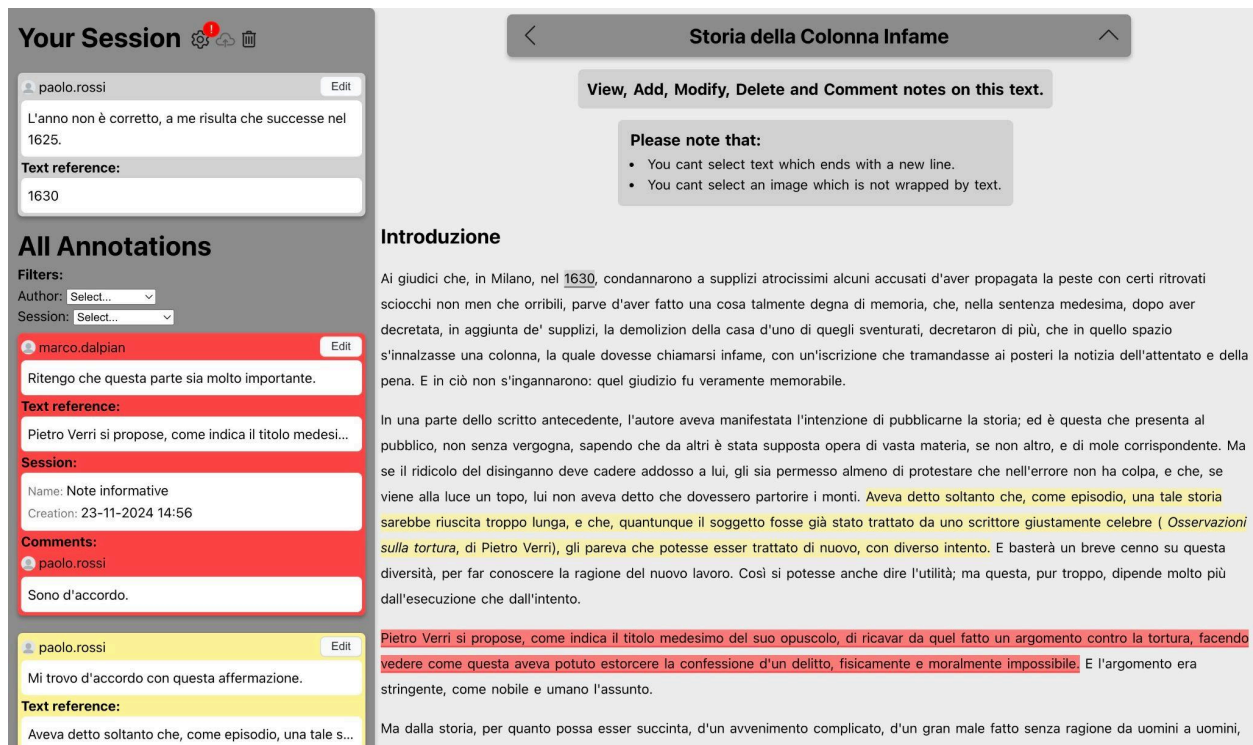 Your Session
!
paolo.rossi
Edit
L'anno non è corretto, a me risulta che successe nel
1625.
Text reference:
1630
All Annotations
Filters:
Author: Select...
Session: Select...
marco.dalpian
Edit
Ritengo che questa parte sia molto importante.
Text reference:
Pietro Verri si propose, come indica il titolo medesi...
Session:
Name: Note informative
Creation: 23-11-2024 14:56
Comments:
paolo.rossi
Sono d'accordo.
paolo.rossi
Edit
Mi trovo d'accordo con questa affermazione.
Text reference:
Aveva detto soltanto che, come episodio, una tale s...
Storia della Colonna Infame
View, Add, Modify, Delete and Comment notes on this text.
Please note that:
• You cant select text which ends with a new line.
• You cant select an image which is not wrapped by text.
Introduzione
Ai giudici che, in Milano, nel 1630, condannarono a supplizi atrocissimi alcuni accusati d'aver propagata la peste con certi ritrovati
sciocchi non men che orribili, parve d'aver fatto una cosa talmente degna di memoria, che, nella sentenza medesima, dopo aver
decretata, in aggiunta de' supplizi, la demolizion della casa d'uno di quegli sventurati, decretaron di più, che in quello spazio
s'innalzasse una colonna, la quale dovesse chiamarsi infame, con un'iscrizione che tramandasse ai posteri la notizia dell'attentato e della
pena. E in ciò non s'ingannarono: quel giudizio fu veramente memorabile.
In una parte dello scritto antecedente, l'autore aveva manifestata l'intenzione di pubblicarne la storia; ed è questa che presenta al
pubblico, non senza vergogna, sapendo che da altri è stata supposta opera di vasta materia, se non altro, e di mole corrispondente. Ma
se il ridicolo del disinganno deve cadere addosso a lui, gli sia permesso almeno di protestare che nell'errore non ha colpa, e che, se
viene alla luce un topo, lui non aveva detto che dovessero partorire i monti. Aveva detto soltanto che, come episodio, una tale storia
sarebbe riuscita troppo lunga, e che, quantunque il soggetto fosse già stato trattato da uno scrittore giustamente celebre ( Osservazioni
sulla tortura, di Pietro Verri), gli pareva che potesse esser trattato di nuovo, con diverso intento. E basterà un breve cenno su questa
diversità, per far conoscere la ragione del nuovo lavoro. Così si potesse anche dire l'utilità; ma questa, pur troppo, dipende molto più
dall'esecuzione che dall'intento.
Pietro Verri si propose, come indica il titolo medesimo del suo opuscolo, di ricavar da quel fatto un argomento contro la tortura, facendo
vedere come questa aveva potuto estorcere la confessione d'un delitto, fisicamente e moralmente impossibile. E l'argomento era
stringente, come nobile e umano l'assunto.
Ma dalla storia, per quanto possa esser succinta, d'un avvenimento complicato, d'un gran male fatto senza ragione da uomini a uomini,